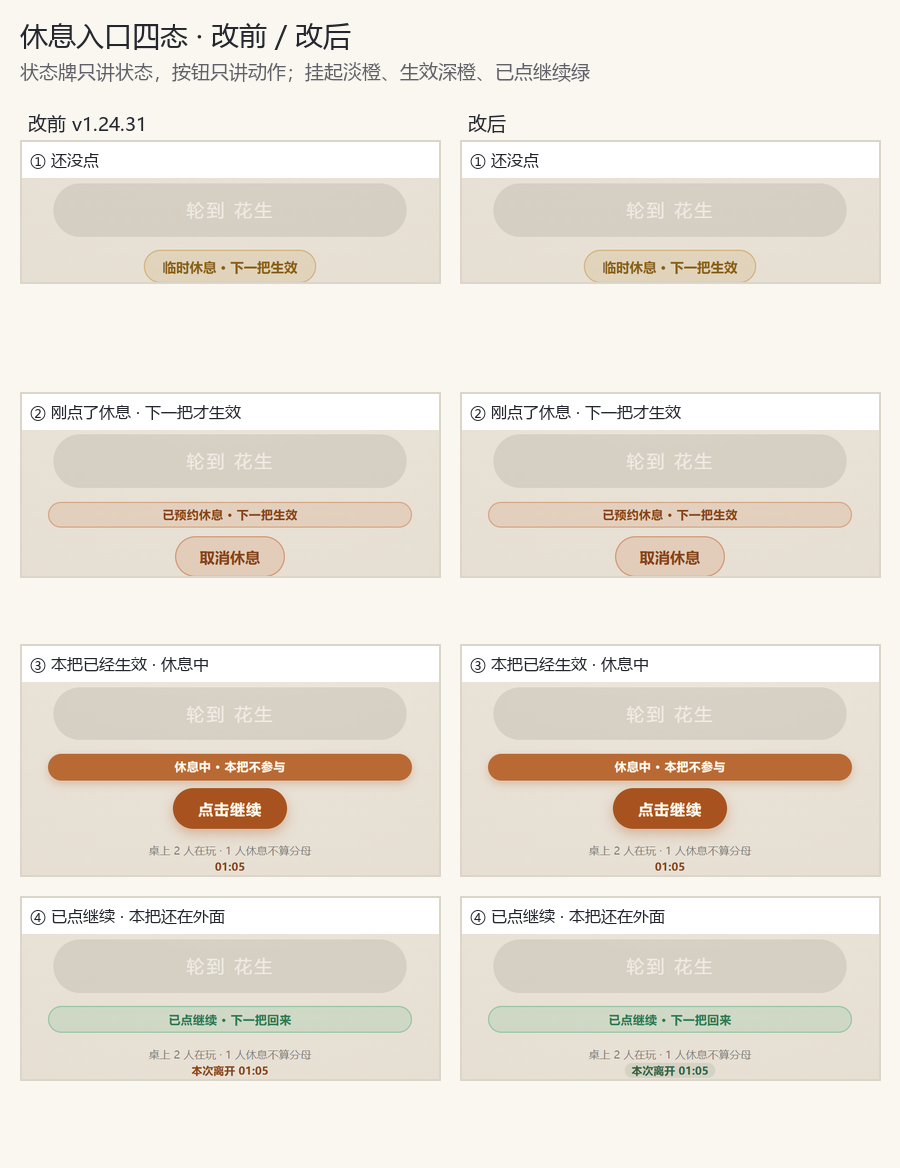 休息入口四态 · 改前 / 改后
状态牌只讲状态，按钮只讲动作；挂起淡橙、生效深橙、已点继续绿
改前 v1.24.31
① 还没点
轮到 花生
临时休息 • 下一把生效
② 刚点了休息 · 下一把才生效
轮到 花生
已预约休息 • 下一把生效
取消休息
③ 本把已经生效 · 休息中
轮到 花生
休息中 • 本把不参与
点击继续
桌上 2 人在玩 · 1 人休息不算分母
01:05
④ 已点继续 · 本把还在外面
轮到 花生
已点继续 • 下一把回来
桌上 2 人在玩 · 1 人休息不算分母
本次离开 01:05
改后
① 还没点
轮到 花生
临时休息 • 下一把生效
② 刚点了休息 · 下一把才生效
轮到 花生
已预约休息 • 下一把生效
取消休息
③ 本把已经生效 · 休息中
轮到 花生
休息中 • 本把不参与
点击继续
桌上 2 人在玩 · 1 人休息不算分母
01:05
④ 已点继续 · 本把还在外面
轮到 花生
已点继续 • 下一把回来
桌上 2 人在玩 · 1 人休息不算分母
本次离开 01:05